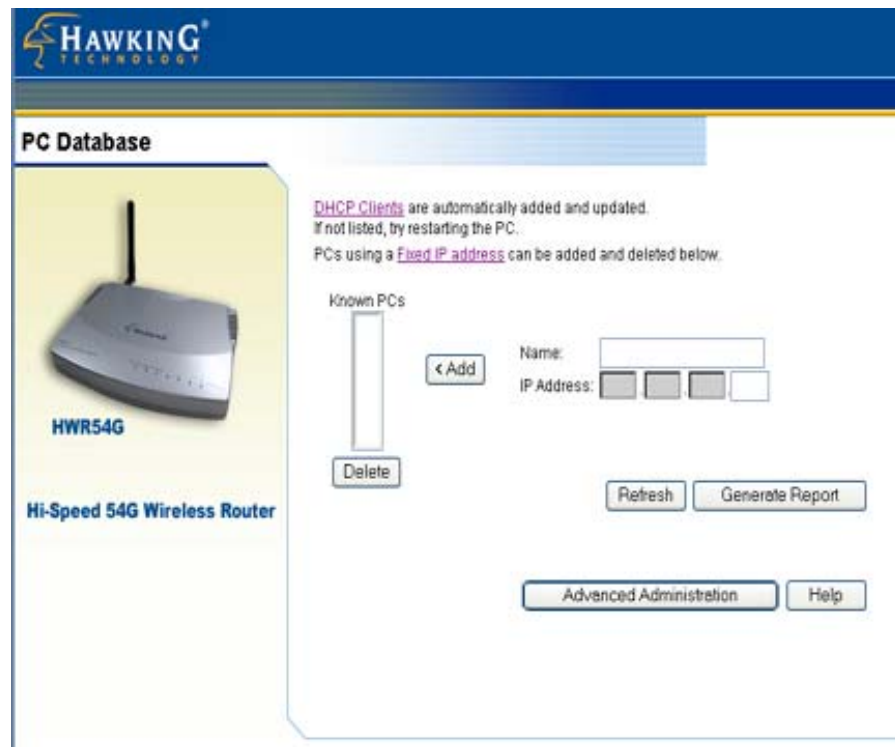 HAWKING®
TECHNOLOGY
PC Database
DHCP Clients are automatically added and updated.
If not listed, try restarting the PC.
PCs using a Fixed IP address can be added and deleted below.
Known PCs
< Add
Name:
IP Address: . . .
Delete
HWR54G
Refresh
Generate Report
Hi-Speed 54G Wireless Router
Advanced Administration
Help